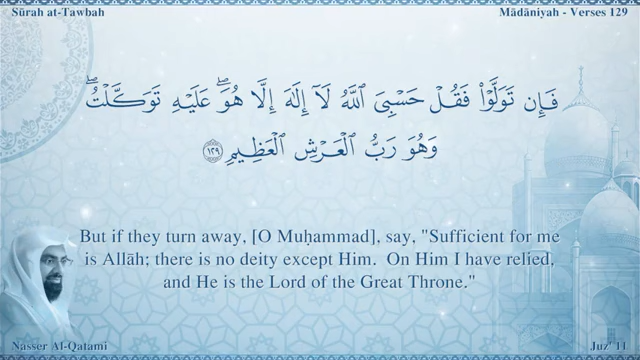 Sūrah at-Tawbah
Mādānīyah - Verses 129
فَإِن تَوَلَّوْا۟ فَقُلْ حَسْبِىَ ٱللَّهُ لَآ إِلَٰهَ إِلَّا هُوَ ۖ عَلَيْهِ تَوَكَّلْتُ ۖ
وَهُوَ رَبُّ ٱلْعَرْشِ ٱلْعَظِيمِ ١٢٩
But if they turn away, [O Muḥammad], say, "Sufficient for me
is Allāh; there is no deity except Him. On Him I have relied,
and He is the Lord of the Great Throne."
Nasser Al-Qatami
Juz' 11